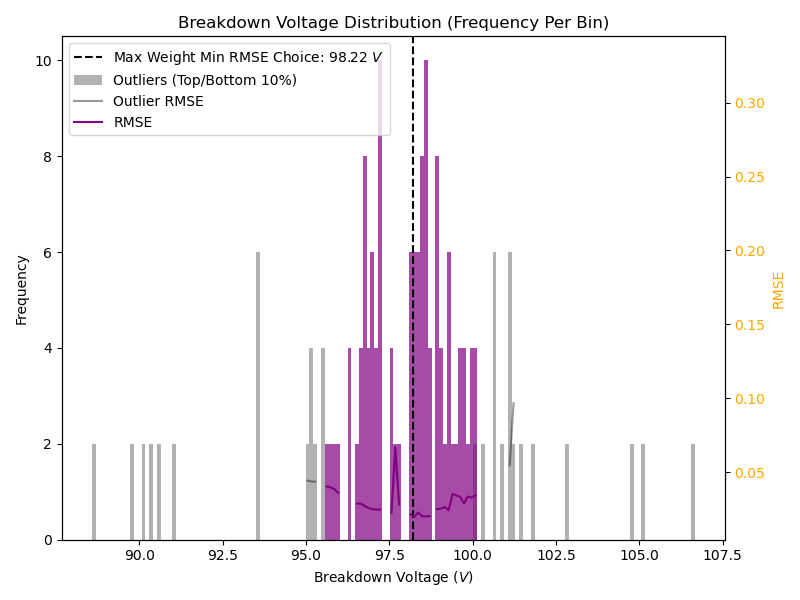 Breakdown Voltage Distribution (Frequency Per Bin)
Max Weight Min RMSE Choice: 98.22 V
Outliers (Top/Bottom 10%)
Outlier RMSE
RMSE
10
8
6
4
2
0
Frequency
0.30
0.25
0.20
0.15
0.10
0.05
RMSE
90.0 92.5 95.0 97.5 100.0 102.5 105.0 107.5
Breakdown Voltage (V)